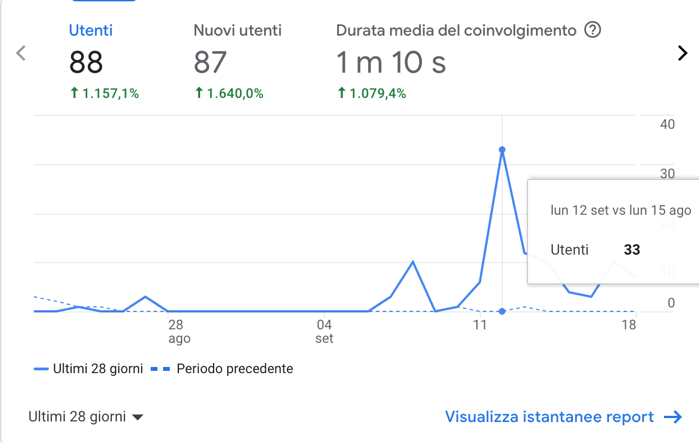 Utenti Nuovi utenti Durata media del coinvolgimento
88 87 1 m 10 s
1.157,1% 1.640,0% 1.079,4%
40
30
lun 12 set vs lun 15 ago
Utenti 33
10
0
28 04 11 18
ago set
Ultimi 28 giorni Periodo precedente
Ultimi 28 giorni Visualizza istantanee report